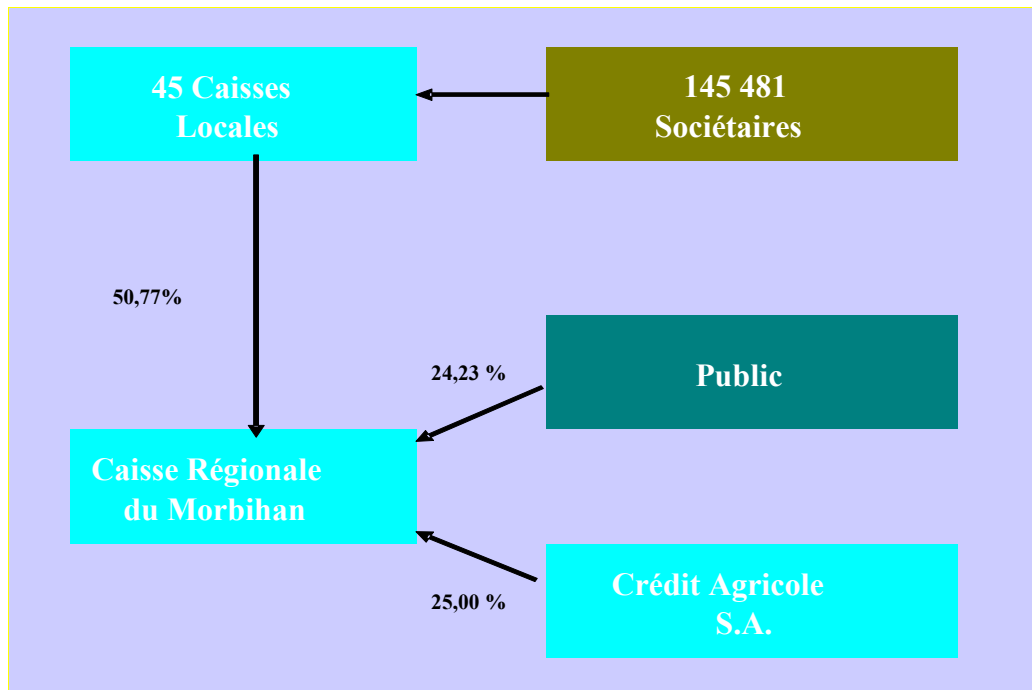 45 Caisses
Locales
145 481
Sociétaires
50,77%
24,23 %
Public
Caisse Régionale
du Morbihan
25,00 %
Crédit Agricole
S.A.